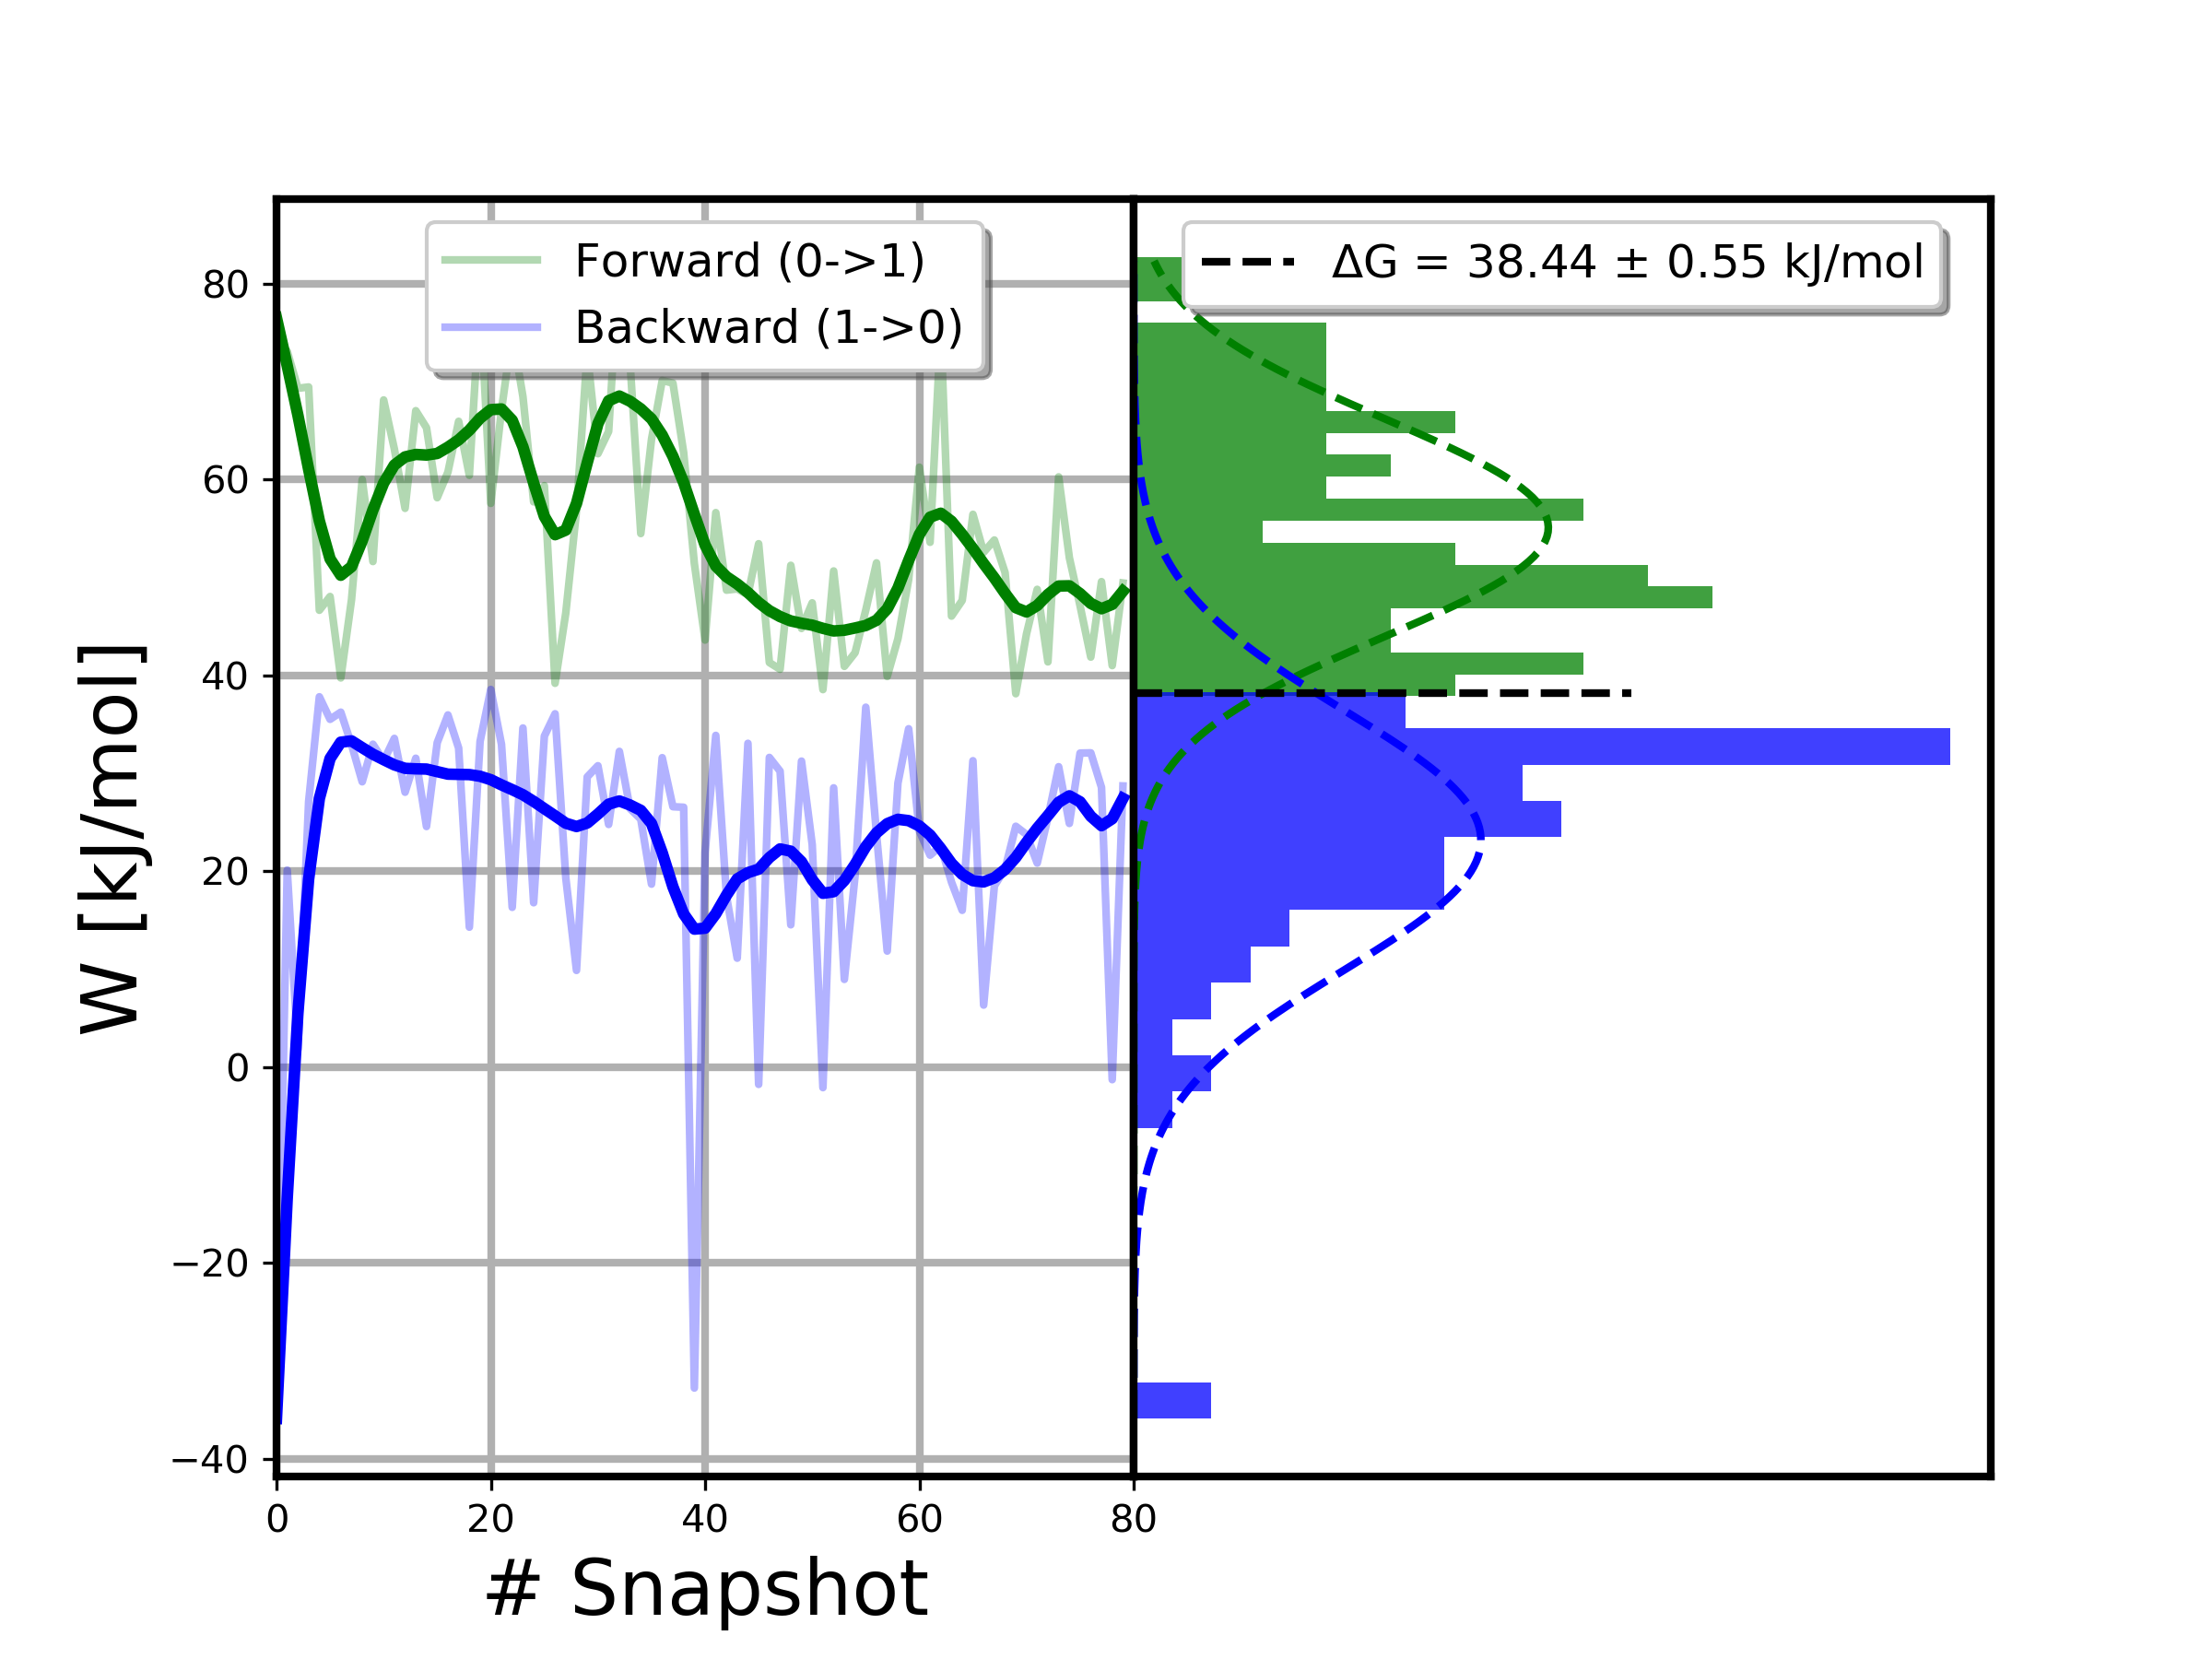 Forward (0->1)
Backward (1->0)
ΔG = 38.44 ± 0.55 kJ/mol
W [kJ/mol]
80
60
40
20
0
−20
−40
0 20 40 60 80
# Snapshot